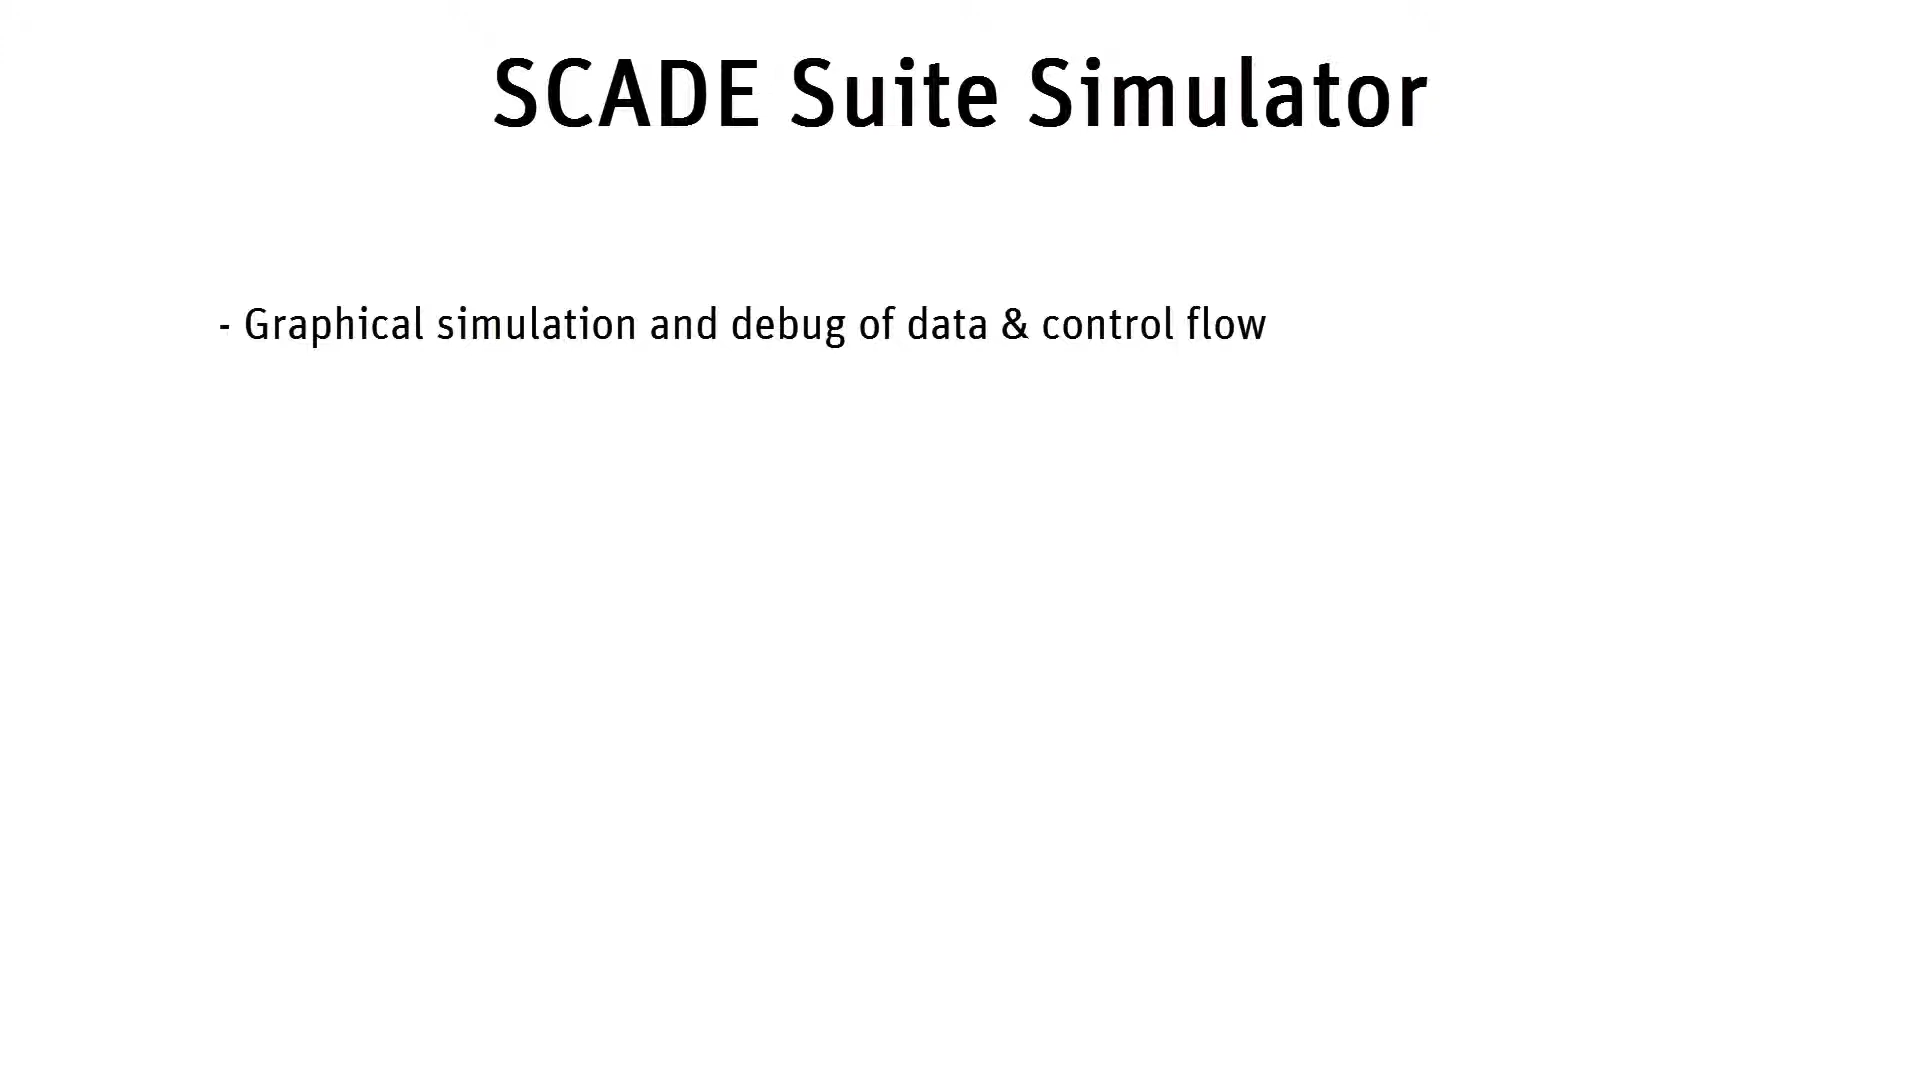 SCADE Suite Simulator
- Graphical simulation and debug of data & control flow